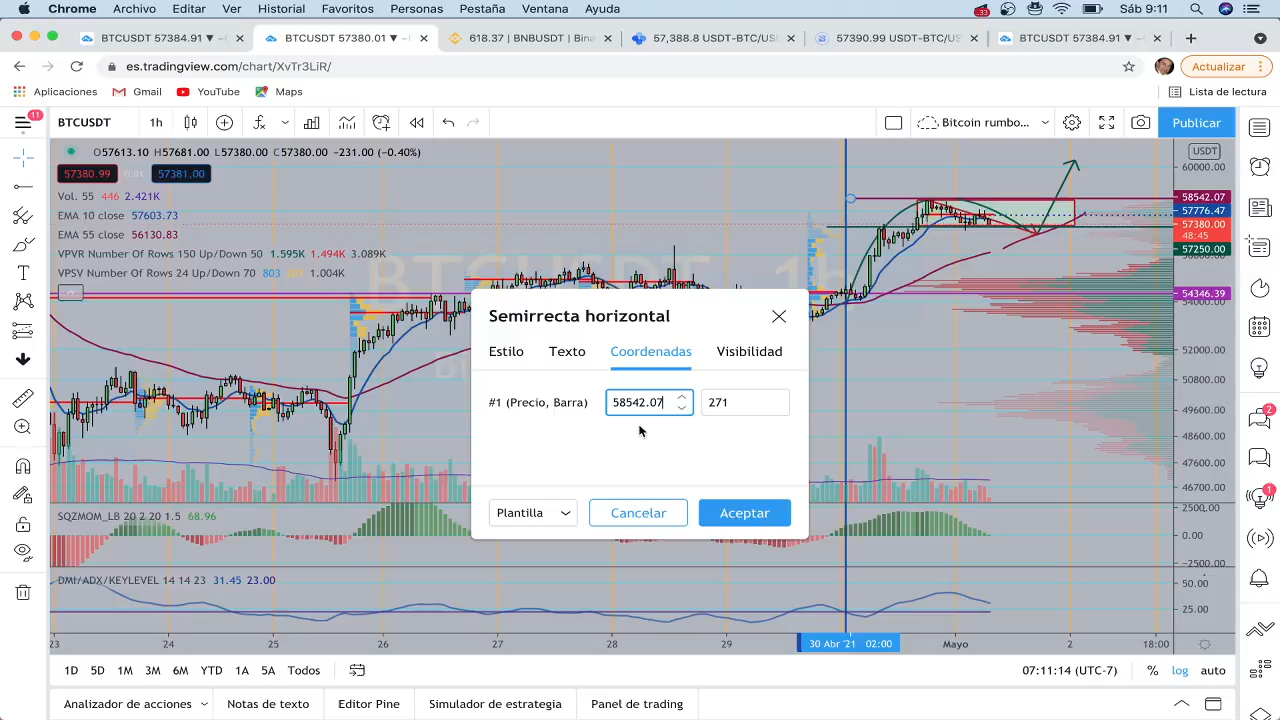 Chrome Archivo Editar Ver Historial Favoritos Personas Pestaña Ventana Ayuda .33 Sáb 9:11
BTCUSDT 57384.91 ▼ BTCUSDT 57380.01 ▼ 618.37 | BNBUSDT | Bina 57,388.8 USDT-BTC/USD 57390.99 USDT-BTC/US BTCUSDT 57384.91 ▼
es.tradingview.com/chart/XvTr3LiR/ Actualizar
Aplicaciones Gmail YouTube Maps Lista de lectura
11 BTCUSDT 1h Bitcoin rumbo... Publicar
O57613.10 H57681.00 L57380.00 C57380.00 −231.00 (−0.40%) USDT
57380.99 0.01 57381.00
Vol. 55 446 2.421K
EMA 10 close 57603.73
EMA 55 close 56130.83
VPVR Number Of Rows 150 Up/Down 50 1.595K 1.494K 3.089K
VPSV Number Of Rows 24 Up/Down 70 803 1.004K
BTCUSDT 1h
60000.00
58542.07
57776.47
57380.00
48:45
57250.00
54346.39
54000.00
52000.00
50800.00
49600.00
48600.00
47600.00
46700.00
Semirrecta horizontal
Estilo Texto Coordenadas Visibilidad
#1 (Precio, Barra) 58542.07 271
Plantilla Cancelar Aceptar
SQZMOM_LB 20 2 20 1.5 68.96
2500.00
0.00
−2500.00
DMI/ADX/KEYLEVEL 14 14 23 31.45 23.00
50.00
25.00
23 24 25 26 27 28 29 30 Abr '21 02:00 Mayo 2 18:00
1D 5D 1M 3M 6M YTD 1A 5A Todos 07:11:14 (UTC-7) % log auto
Analizador de acciones Notas de texto Editor Pine Simulador de estrategia Panel de trading
2
1